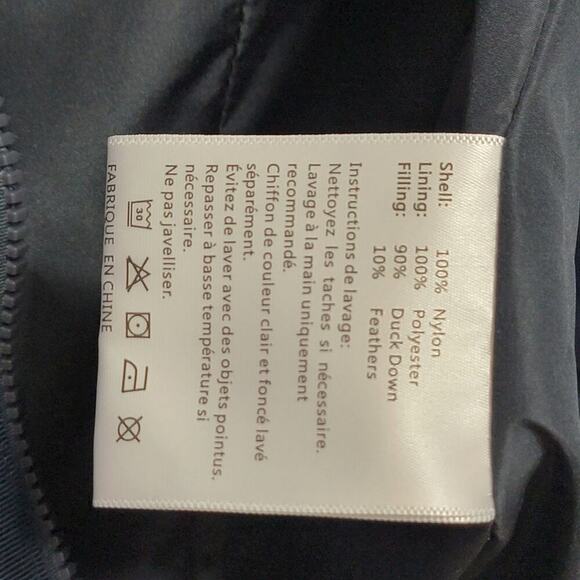 Shell: 100% Nylon
Lining: 100% Polyester
Filling: 90% Duck Down
10% Feathers
Instructions de lavage:
Nettoyez les taches si nécessaire.
Lavage à la main uniquement
recommandé.
Chiffon de couleur clair et foncé lavé
séparément.
Évitez de laver avec des objets pointus.
Repasser à basse température si
nécessaire.
Ne pas javelliser.
30
FABRIQUE EN CHINE